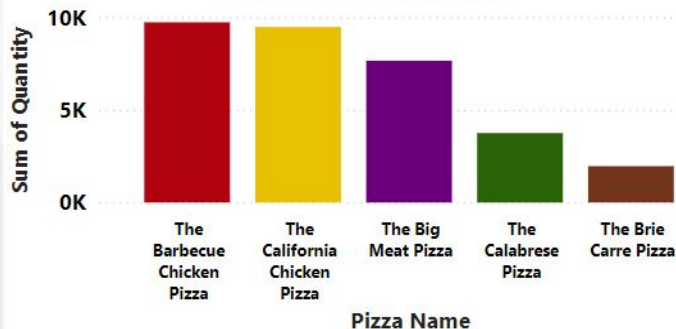 Sum of Quantity
10K
5K
0K
The
Barbecue
Chicken
Pizza
The
California
Chicken
Pizza
The Big
Meat Pizza
The
Calabrese
Pizza
The Brie
Carre Pizza
Pizza Name